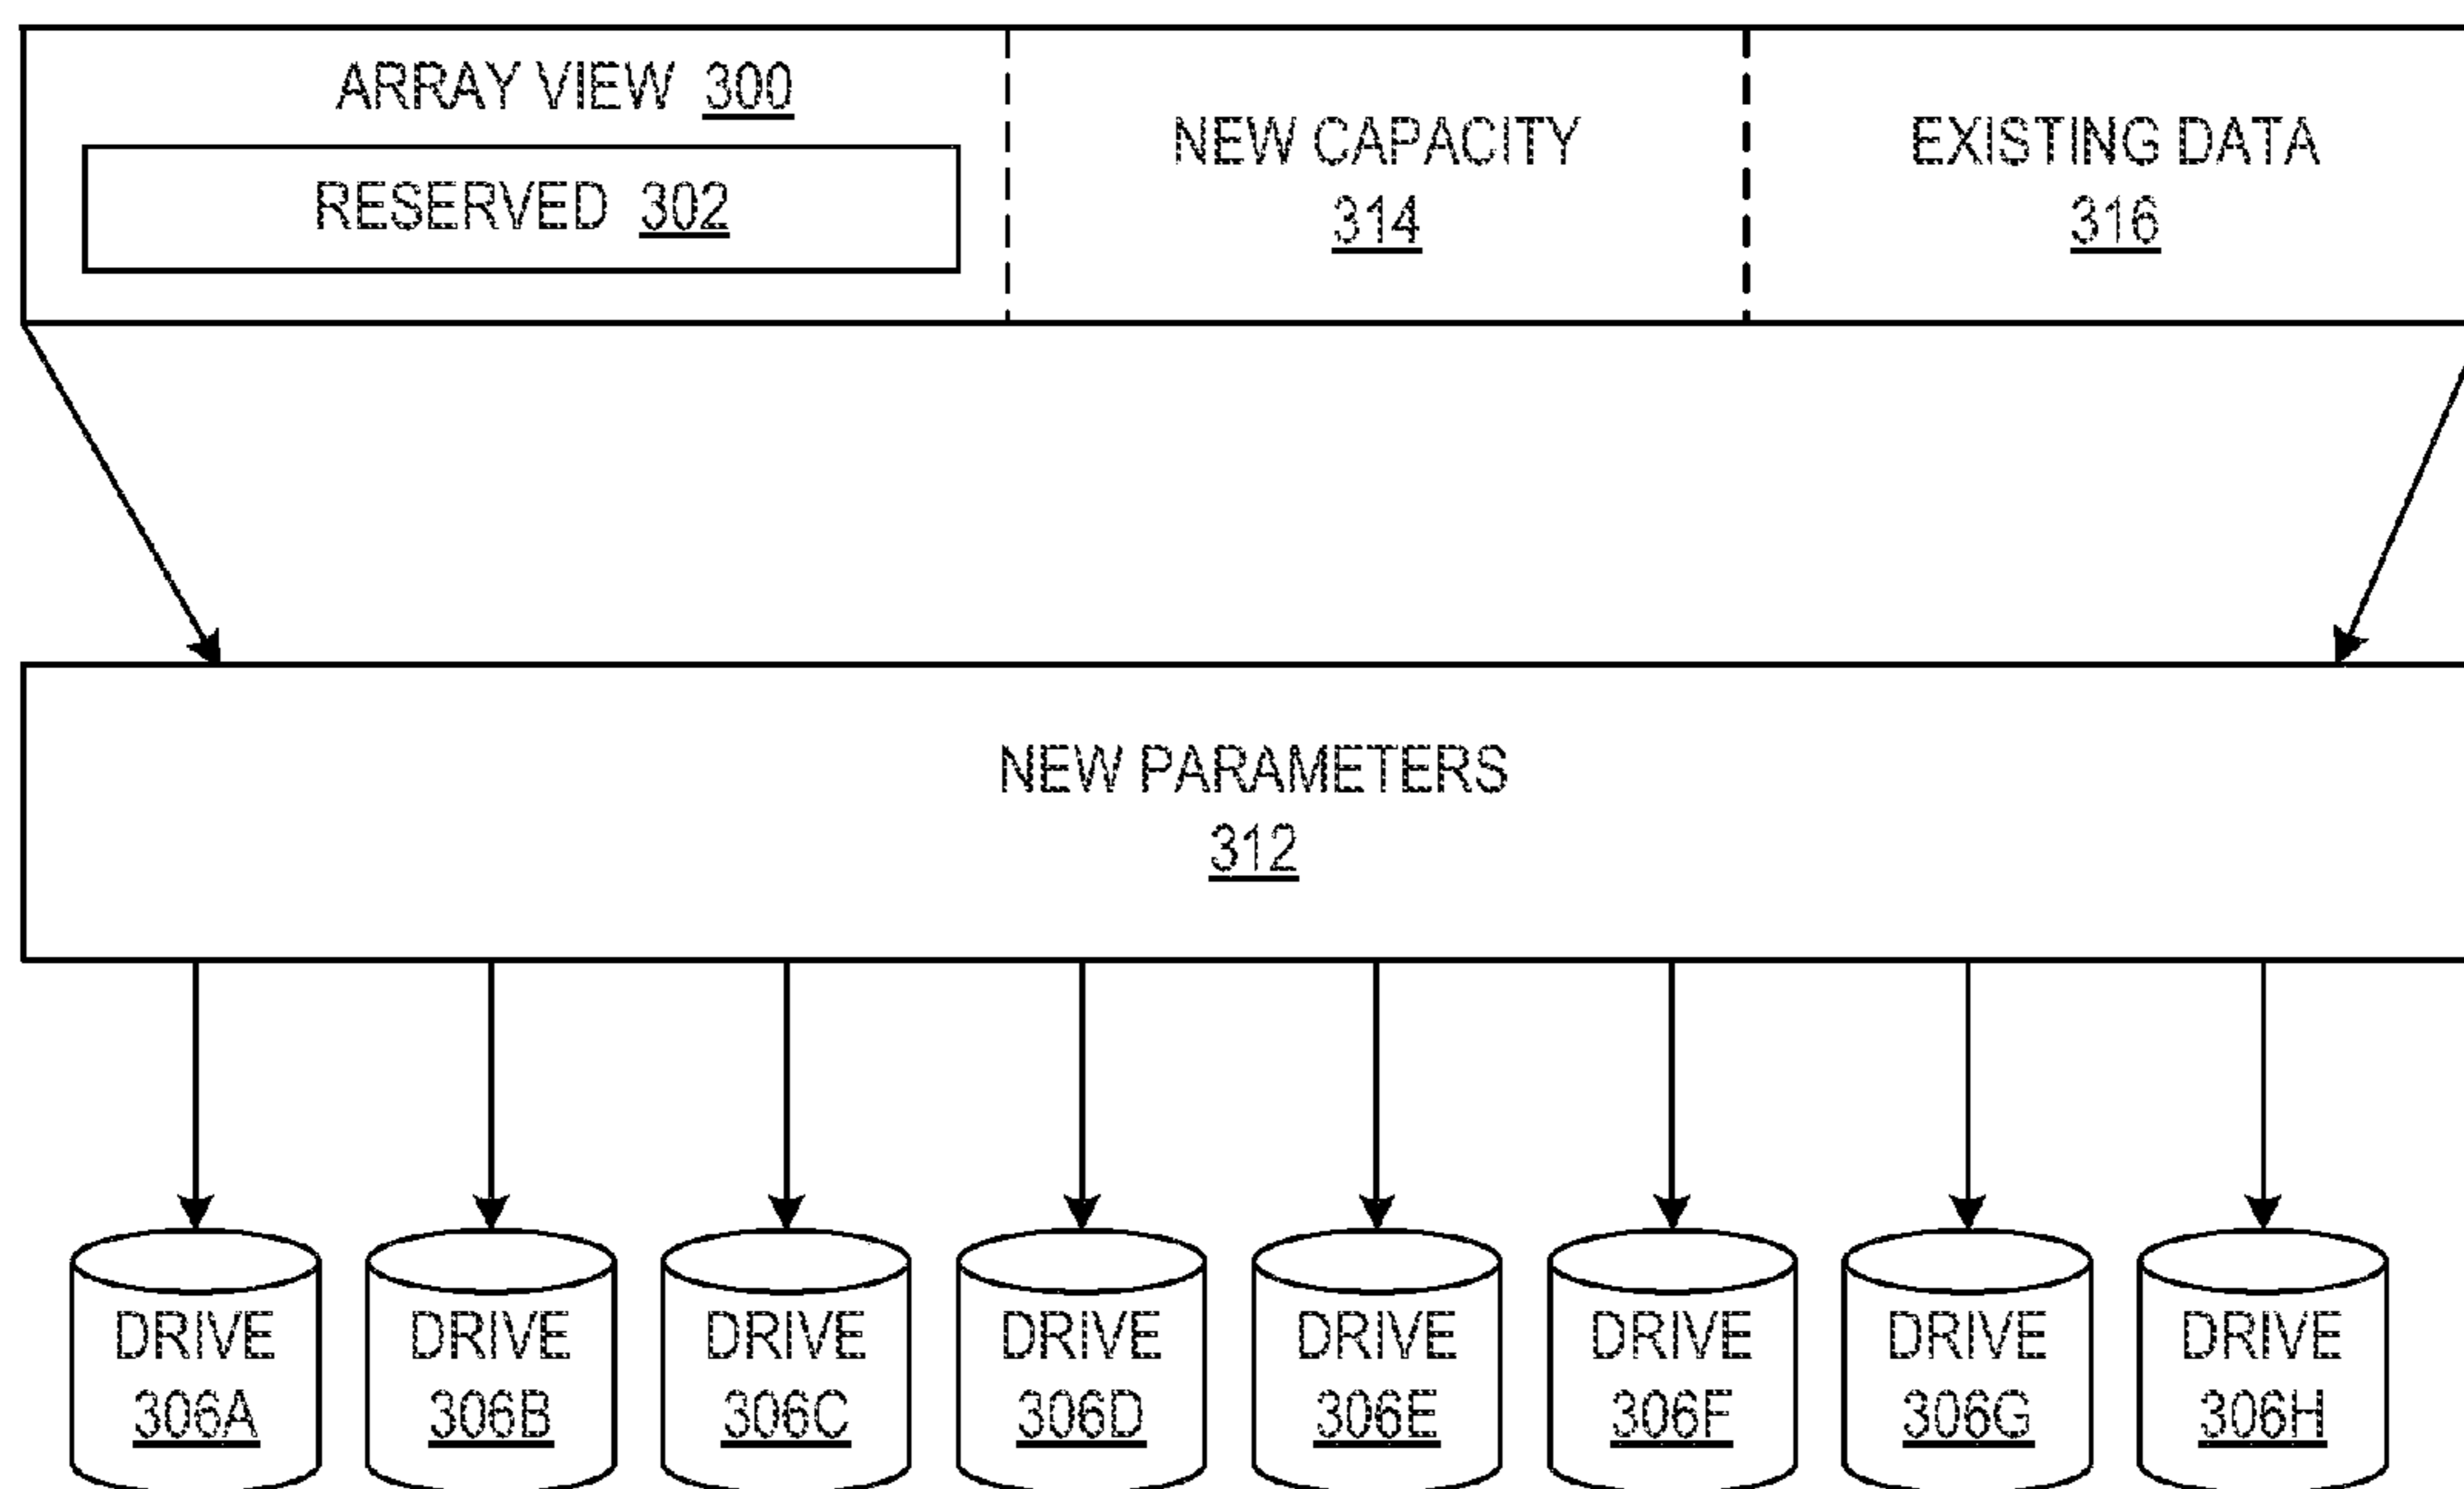 ARRAY VIEW 300
RESERVED 302
NEW CAPACITY
314
EXISTING DATA
316
NEW PARAMETERS
312
DRIVE
306A
DRIVE
306B
DRIVE
306C
DRIVE
306D
DRIVE
306E
DRIVE
306F
DRIVE
306G
DRIVE
306H